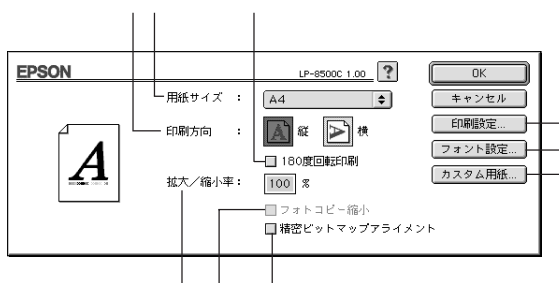 EPSON
LP-8500C 1.00 ?
OK
用紙サイズ : A4
キャンセル
印刷方向 : 縦 横
印刷設定...
180度回転印刷
フォント設定...
拡大/縮小率: 100 %
カスタム用紙...
フォトコピー縮小
精密ビットマップアライメント
A